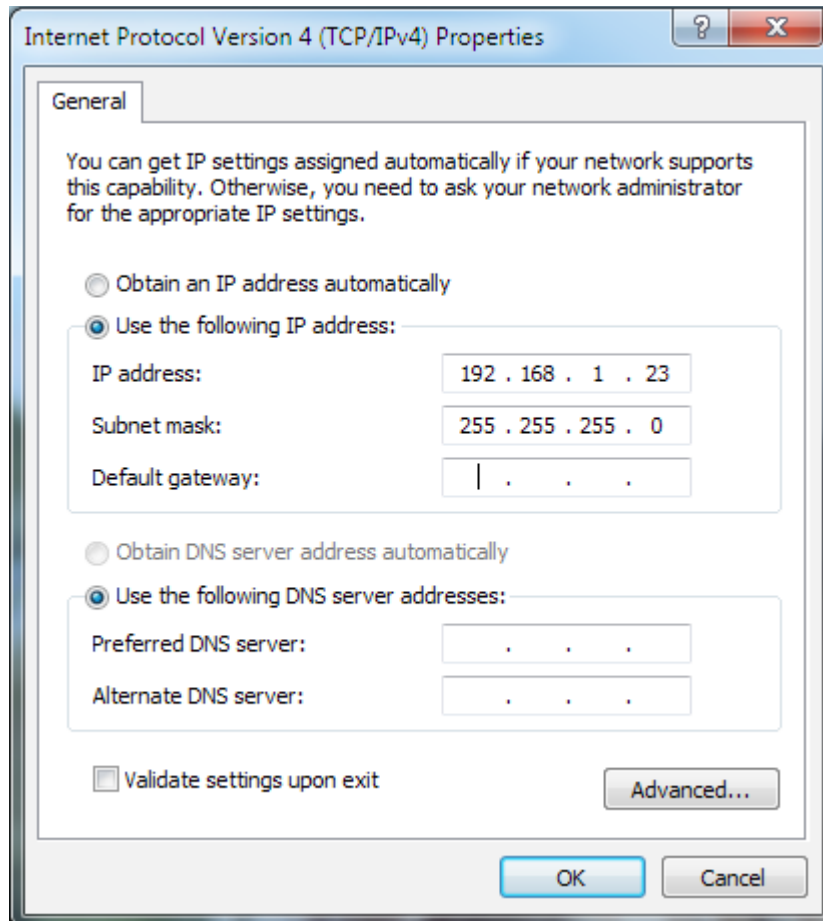 Internet Protocol Version 4 (TCP/IPv4) Properties
General
You can get IP settings assigned automatically if your network supports
this capability. Otherwise, you need to ask your network administrator
for the appropriate IP settings.
Obtain an IP address automatically
Use the following IP address:
IP address: 192 . 168 . 1 . 23
Subnet mask: 255 . 255 . 255 . 0
Default gateway: . . .
Obtain DNS server address automatically
Use the following DNS server addresses:
Preferred DNS server: . . .
Alternate DNS server: . . .
Validate settings upon exit
Advanced...
OK Cancel